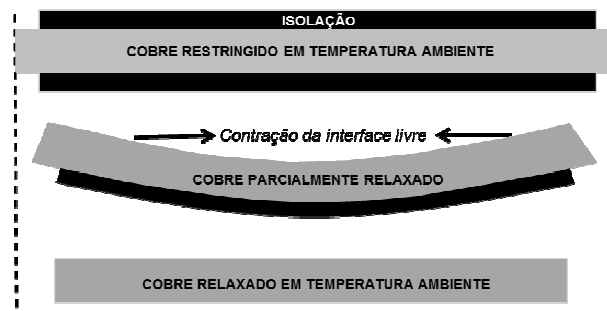 ISOLAÇÃO
COBRE RESTRINGIDO EM TEMPERATURA AMBIENTE
Contração da interface livre
COBRE PARCIALMENTE RELAXADO
COBRE RELAXADO EM TEMPERATURA AMBIENTE